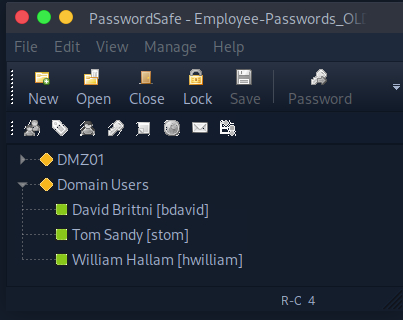 PasswordSafe - Employee-Passwords_OLD
File Edit View Manage Help
New Open Close Lock Save Password
DMZ01
Domain Users
David Brittni [bdavid]
Tom Sandy [stom]
William Hallam [hwilliam]
R-C 4